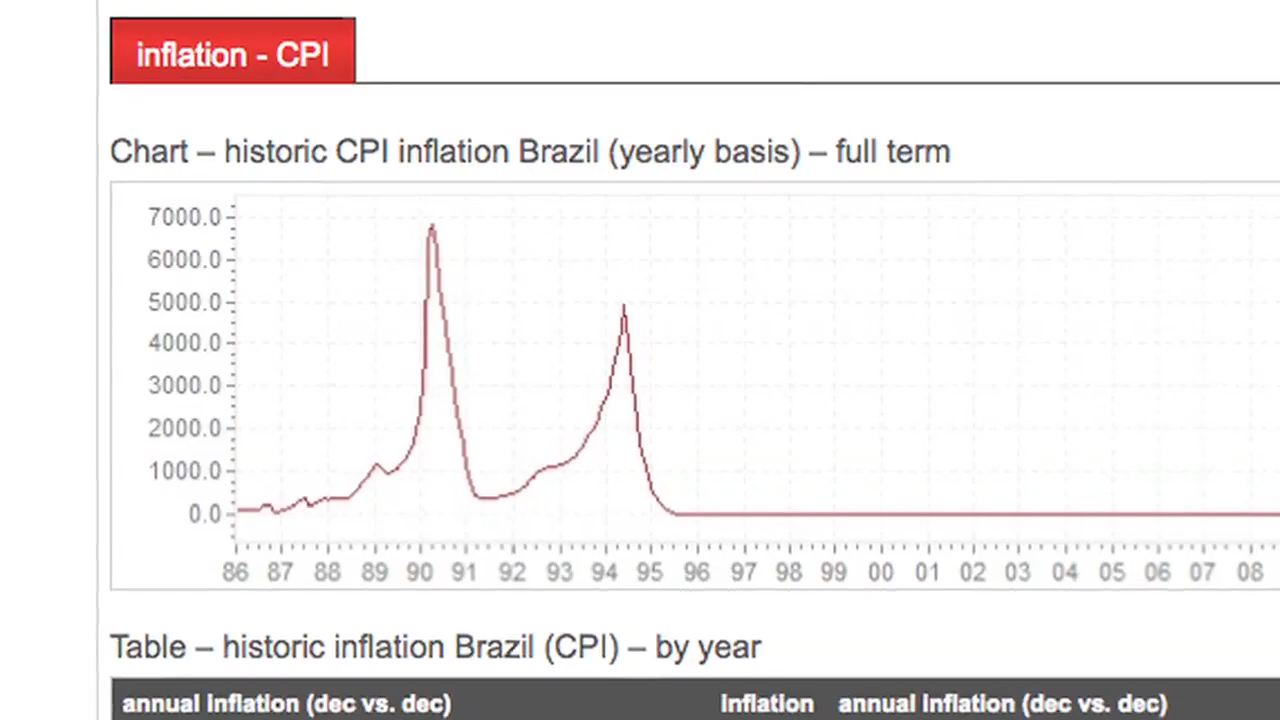 inflation - CPI
Chart – historic CPI inflation Brazil (yearly basis) – full term
7000.0
6000.0
5000.0
4000.0
3000.0
2000.0
1000.0
0.0
86 87 88 89 90 91 92 93 94 95 96 97 98 99 00 01 02 03 04 05 06 07 08
Table – historic inflation Brazil (CPI) – by year
annual inflation (dec vs. dec) inflation annual inflation (dec vs. dec)